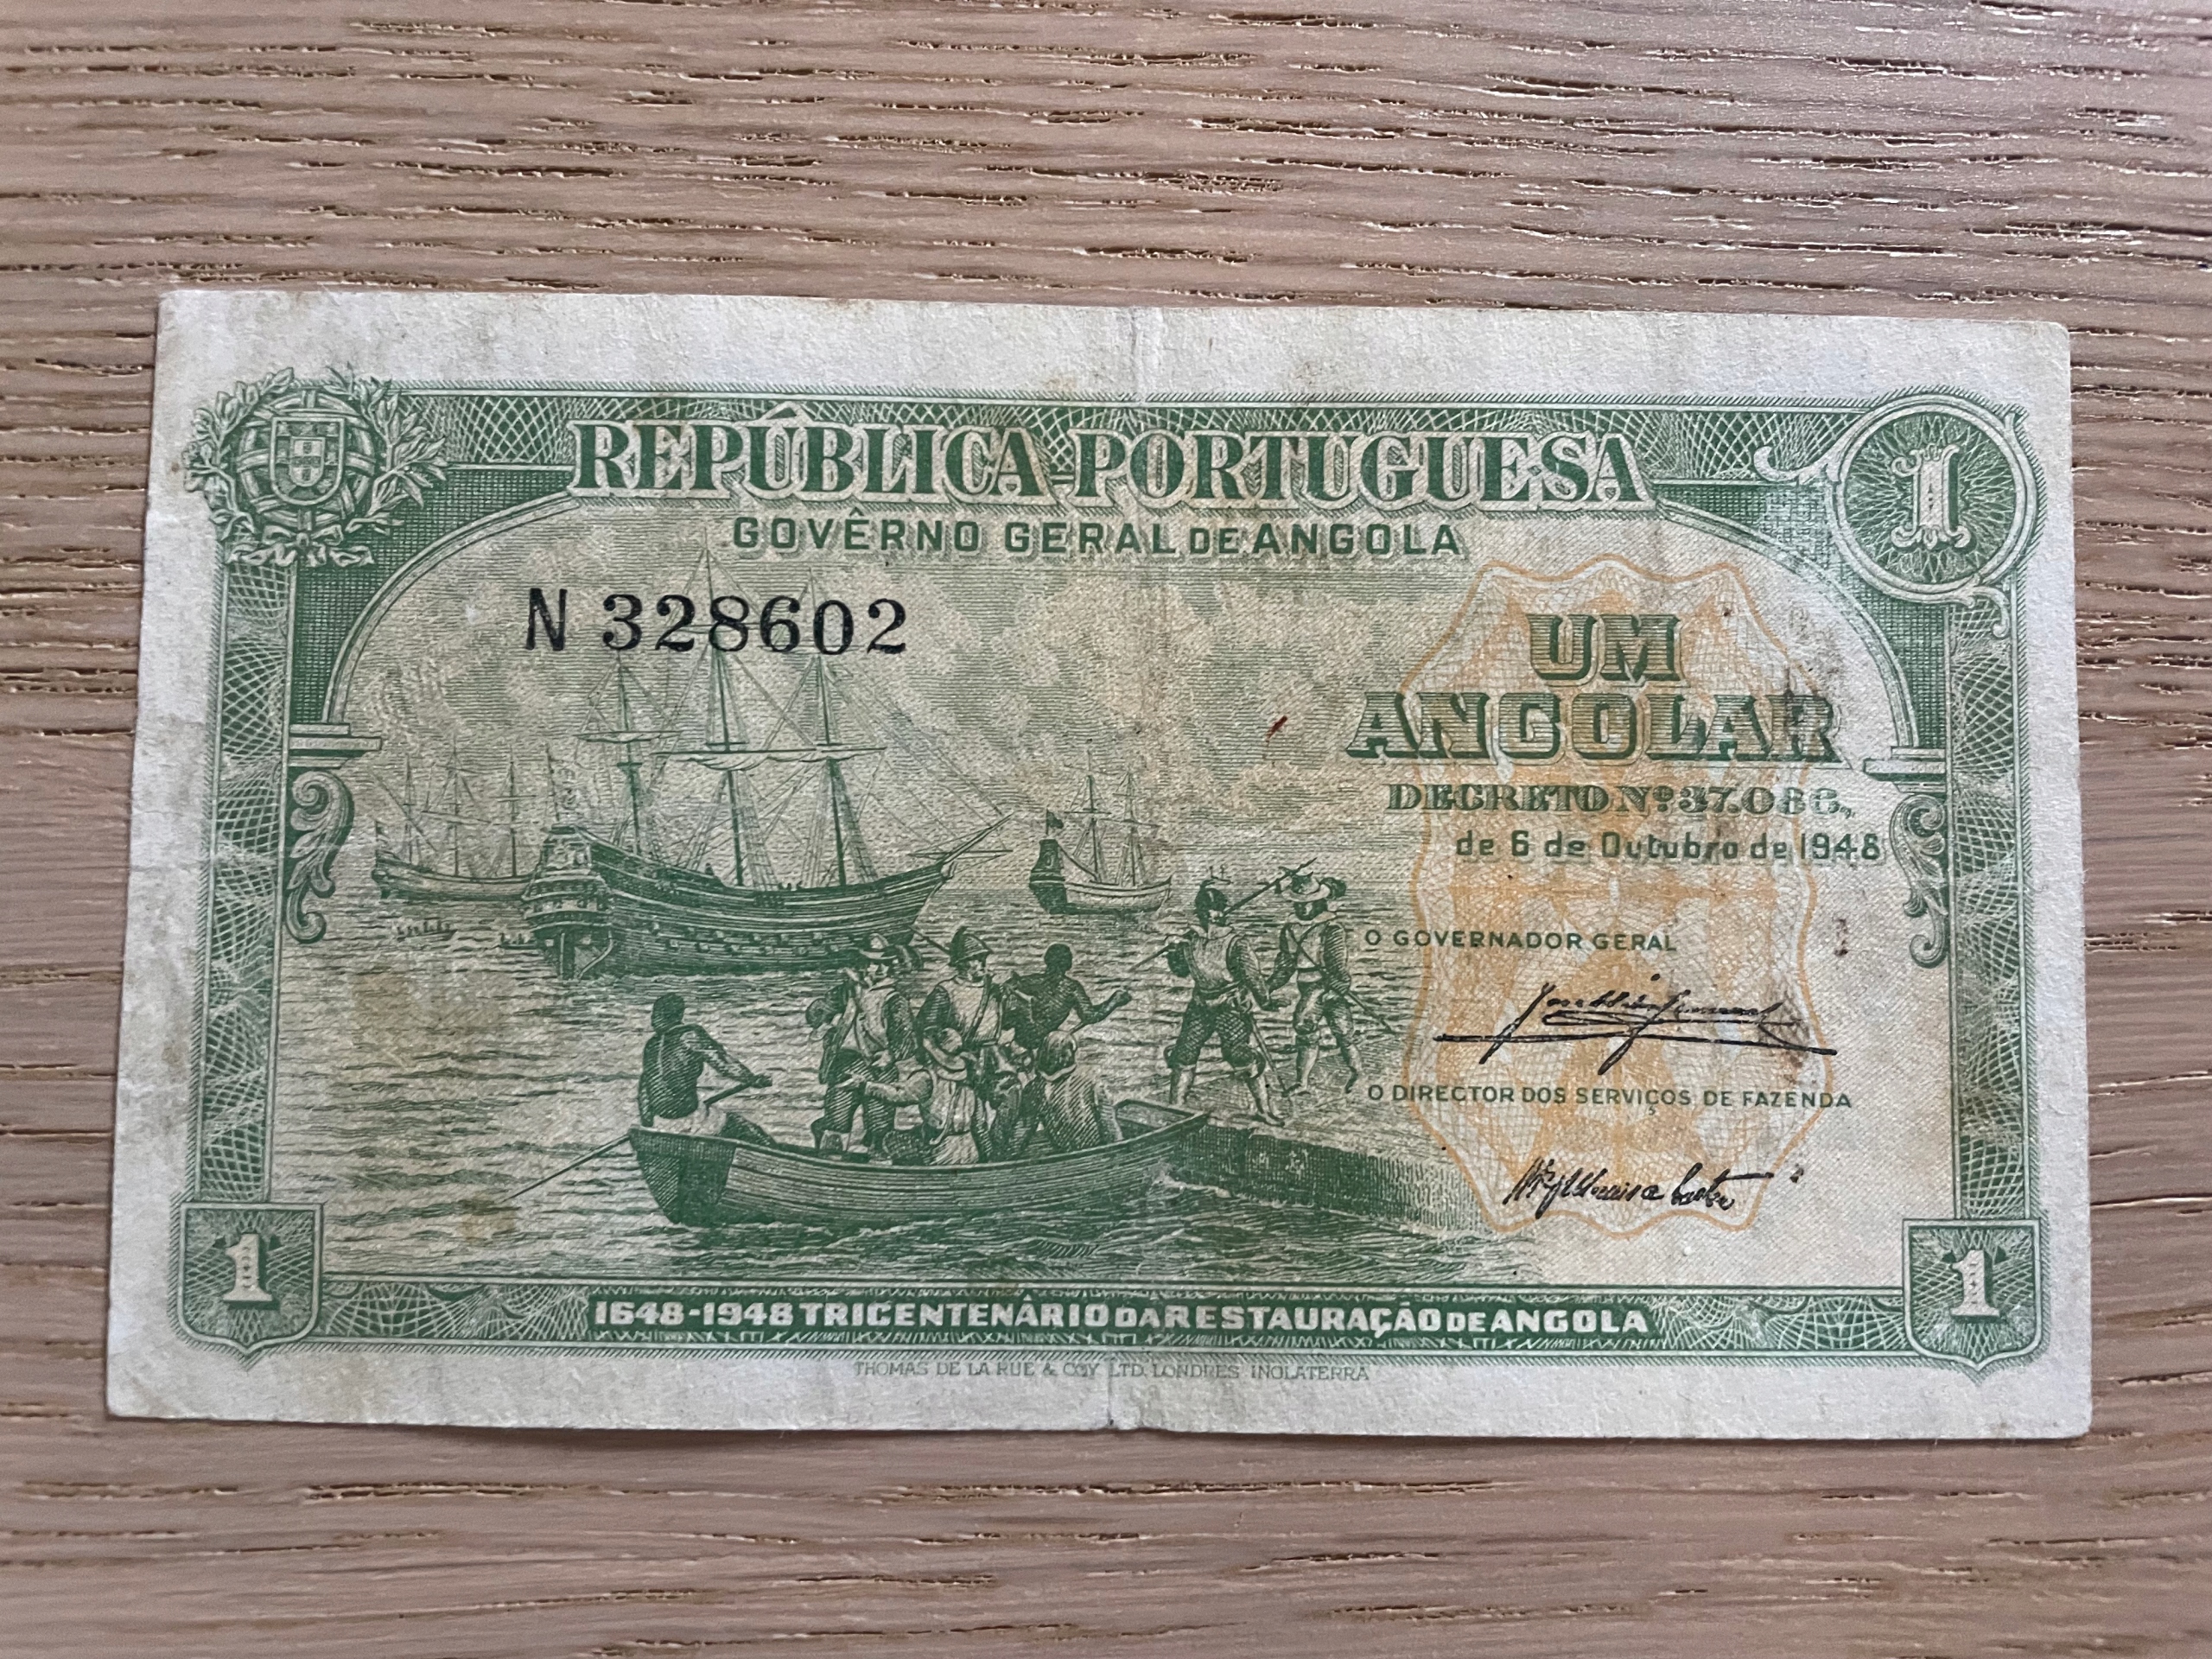 REPÚBLICA PORTUGUESA
1
GOVÊRNO GERAL DE ANGOLA
N 328602
UM
ANGOLAR
DECRETO Nº 37.086,
de 6 de Outubro de 1948
O GOVERNADOR GERAL
O DIRECTOR DOS SERVIÇOS DE FAZENDA
1
1
1648-1948 TRICENTENÁRIO DA RESTAURAÇÃO DE ANGOLA
THOMAS DE LA RUE & COY LTD. LONDRES INGLATERRA